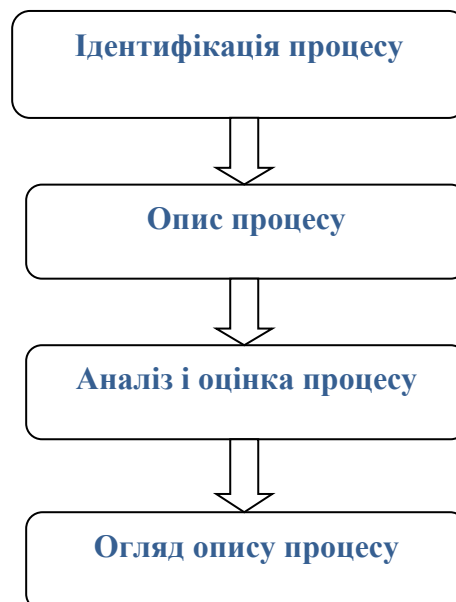 Ідентифікація процесу
Опис процесу
Аналіз і оцінка процесу
Огляд опису процесу